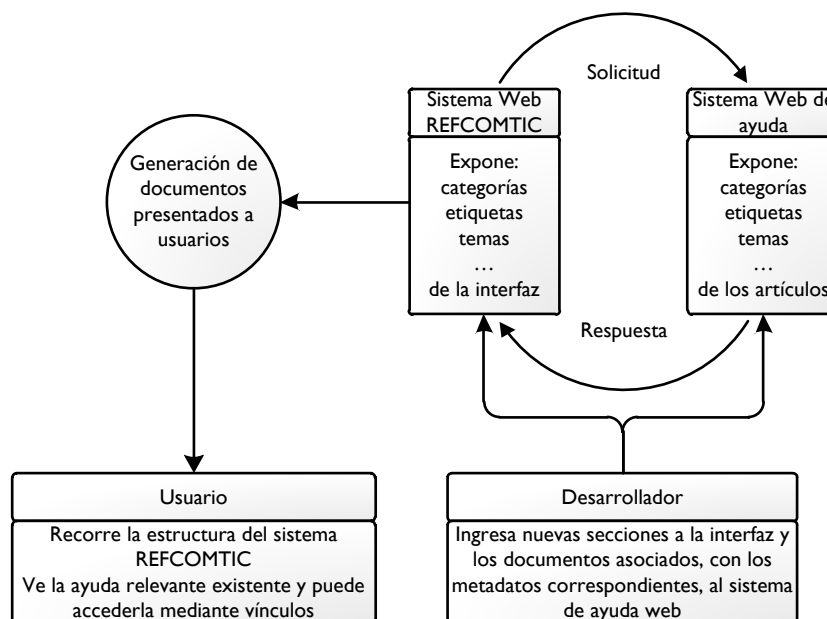 Solicitud
Sistema Web
REFCOMTIC
Expone:
categorías
etiquetas
temas
…
de la interfaz
Sistema Web de
ayuda
Expone:
categorías
etiquetas
temas
…
de los artículos
Generación de
documentos
presentados a
usuarios
Respuesta
Usuario
Recorre la estructura del sistema
REFCOMTIC
Ve la ayuda relevante existente y puede
accederla mediante vínculos
Desarrollador
Ingresa nuevas secciones a la interfaz y
los documentos asociados, con los
metadatos correspondientes, al sistema
de ayuda web